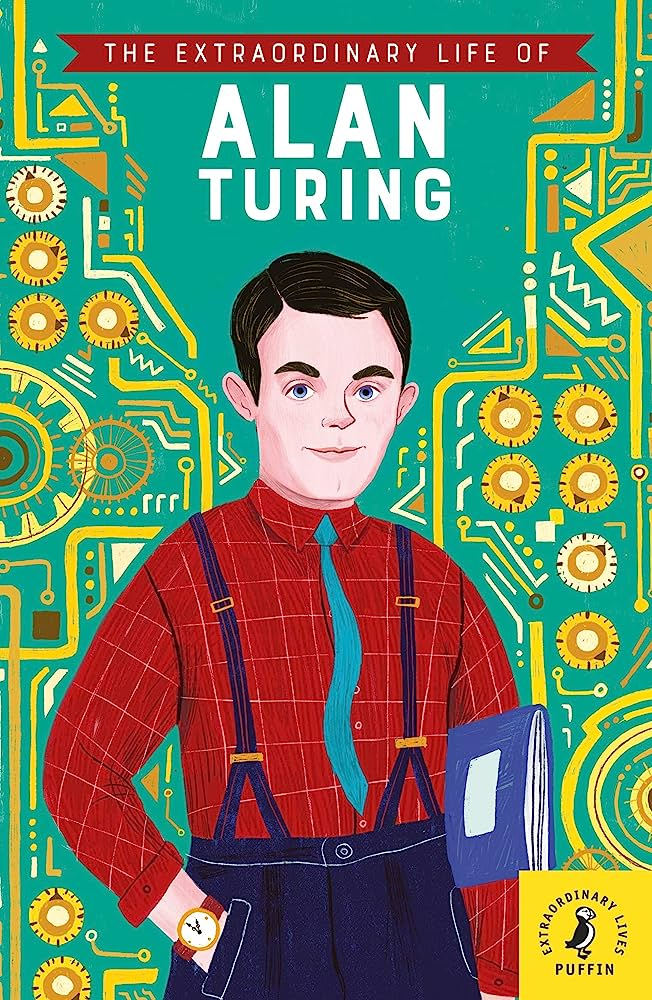 THE EXTRAORDINARY LIFE OF
ALAN
TURING
EXTRAORDINARY LIVES
PUFFIN